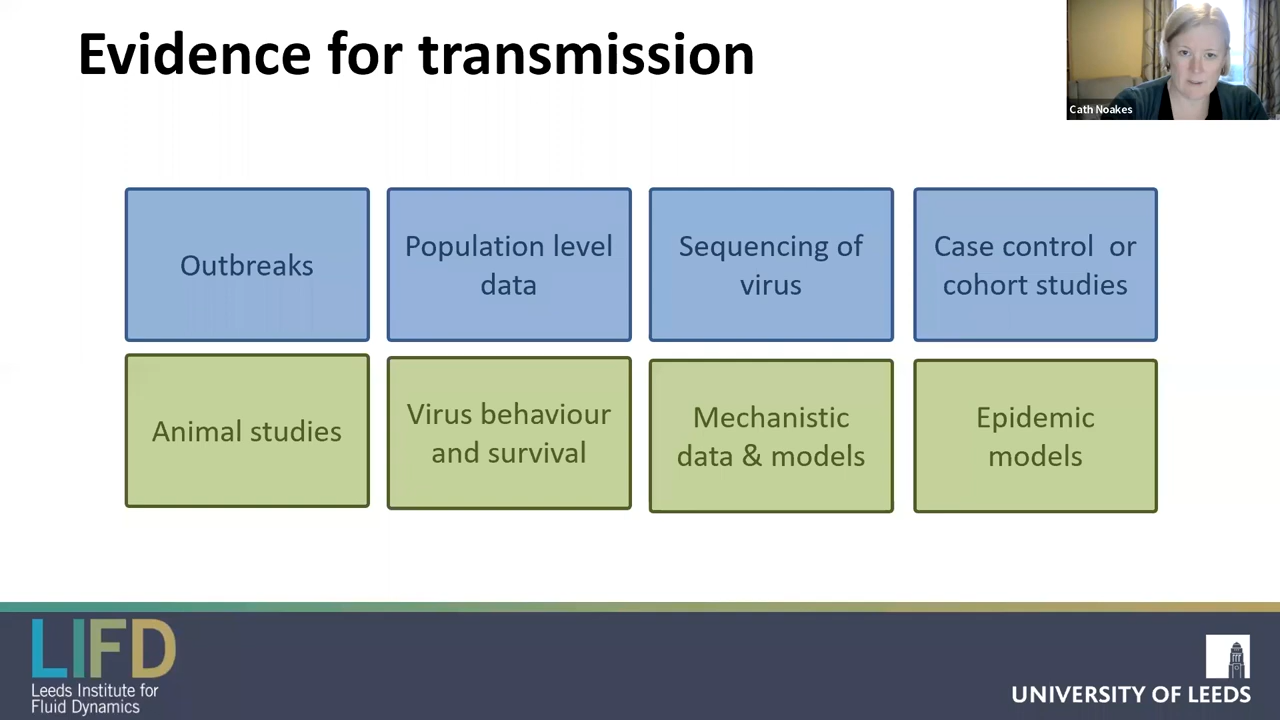 Evidence for transmission
Cath Noakes
Outbreaks
Population level
data
Sequencing of
virus
Case control or
cohort studies
Animal studies
Virus behaviour
and survival
Mechanistic
data & models
Epidemic
models
LIFD
Leeds Institute for
Fluid Dynamics
UNIVERSITY OF LEEDS